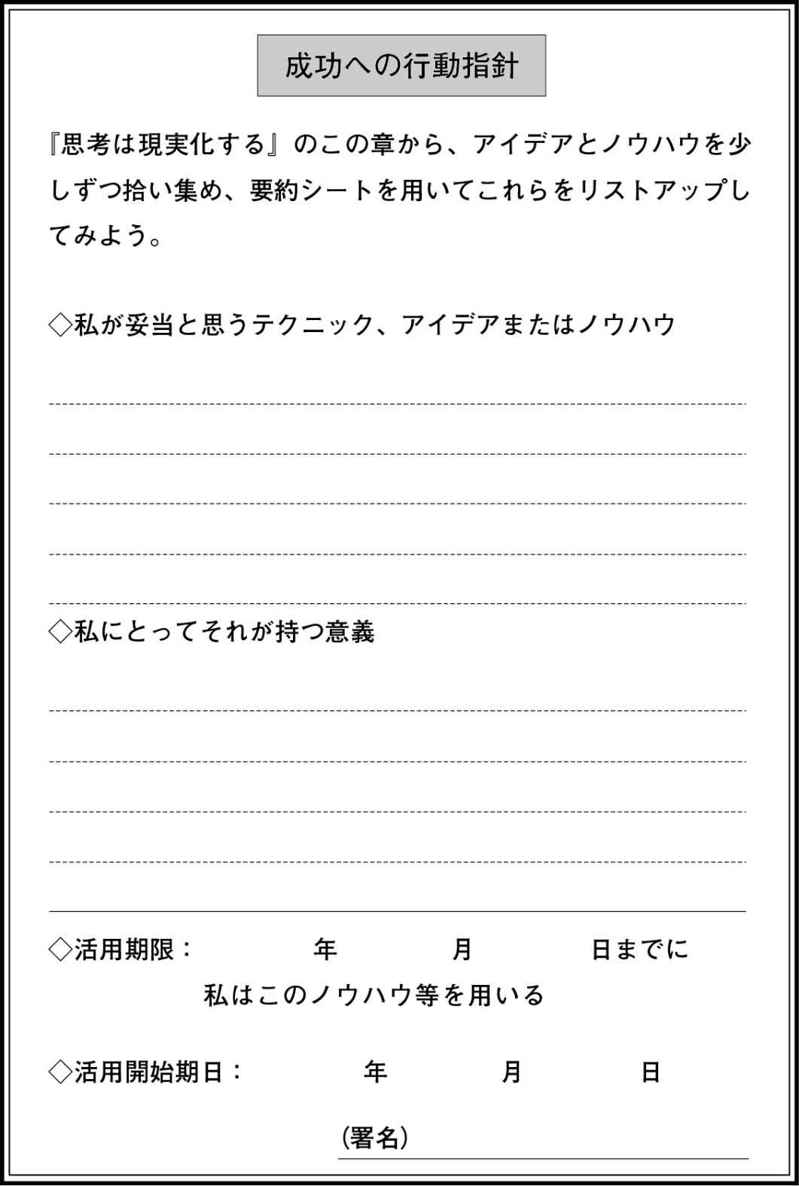 成功への行動指針
『思考は現実化する』のこの章から、アイデアとノウハウを少
しずつ拾い集め、要約シートを用いてこれらをリストアップし
てみよう。
◇私が妥当と思うテクニック、アイデアまたはノウハウ
◇私にとってそれが持つ意義
◇活用期限： 年 月 日までに
私はこのノウハウ等を用いる
◇活用開始期日： 年 月 日
（署名）